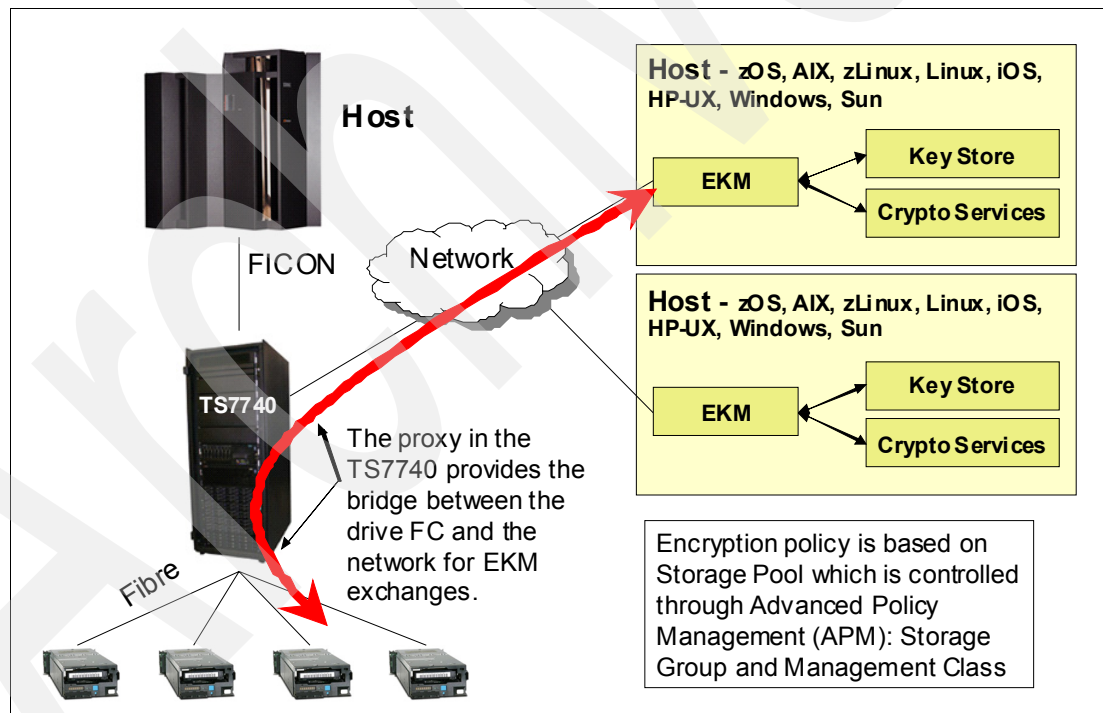 Host
FICON
TS7740
Fibre
Network
The proxy in the
TS7740 provides the
bridge between the
drive FC and the
network for EKM
exchanges.
Host - zOS, AIX, zLinux, Linux, iOS,
HP-UX, Windows, Sun
EKM
Key Store
Crypto Services
Host - zOS, AIX, zLinux, Linux, iOS,
HP-UX, Windows, Sun
EKM
Key Store
Crypto Services
Encryption policy is based on
Storage Pool which is controlled
through Advanced Policy
Management (APM): Storage
Group and Management Class